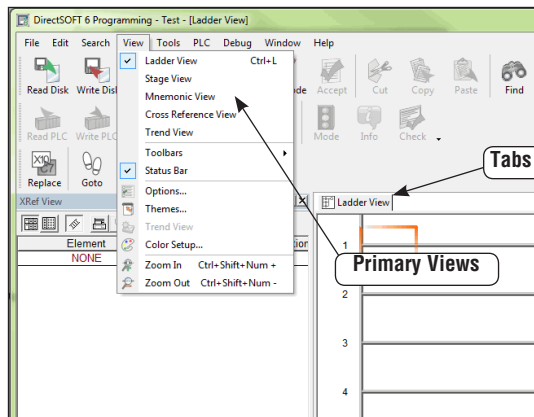 DirectSOFT 6 Programming - Test - [Ladder View]
File Edit Search View Tools PLC Debug Window Help
Read Disk Write Disk Accept Cut Copy Paste Find
Read PLC Write PLC Mode Info Check
Replace Goto
Ladder View Ctrl+L
Stage View
Mnemonic View
Cross Reference View
Trend View
Toolbars
Status Bar
Options...
Themes...
Trend View
Color Setup...
Zoom In Ctrl+Shift+Num +
Zoom Out Ctrl+Shift+Num -
XRef View
Element
NONE
Ladder View
Tabs
Primary Views
1
2
3
4